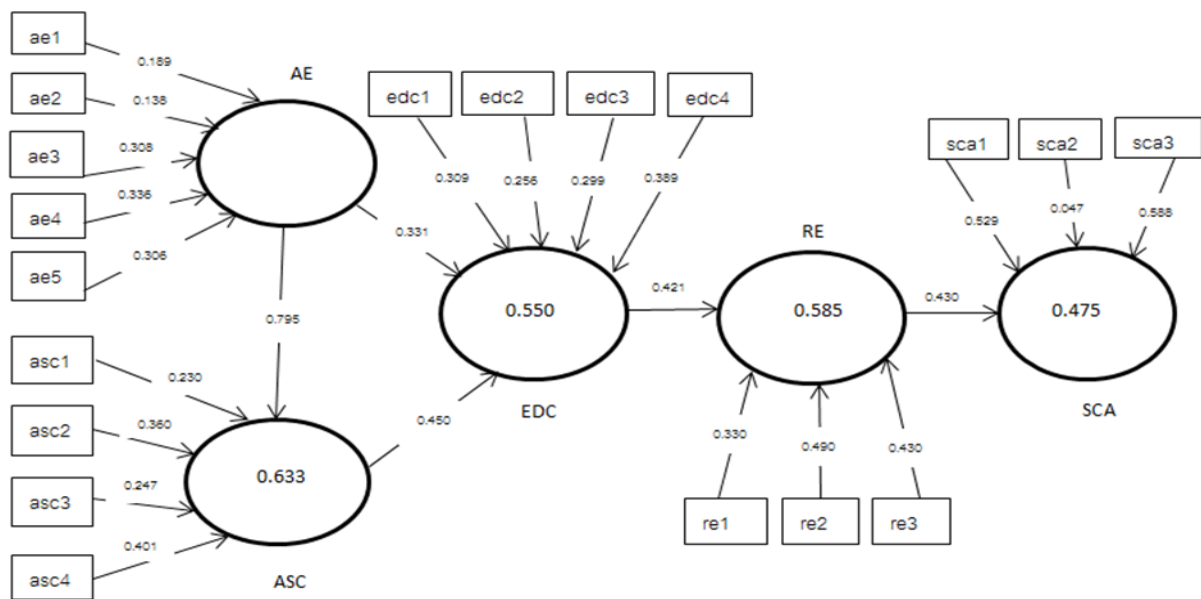 ae1
0.189
AE
ae2
0.138
ae3
0.308
ae4
0.336
ae5
0.306
edc1
edc2
edc3
edc4
0.309
0.256
0.299
0.389
0.331
0.795
asc1
0.230
asc2
0.360
asc3
0.247
asc4
0.401
0.633
ASC
0.450
0.550
EDC
0.421
RE
0.585
0.330
0.490
0.430
re1
re2
re3
0.430
sca1
sca2
sca3
0.529
0.047
0.588
0.475
SCA